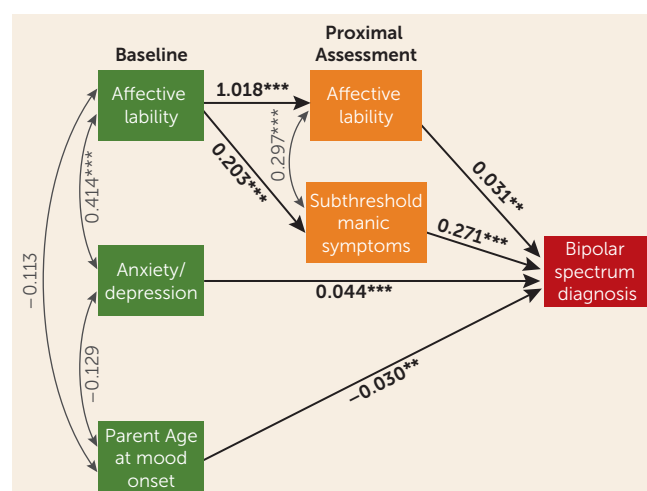 Baseline
Proximal
Assessment
Affective
lability
1.018***
Affective
lability
0.297***
0.203***
0.414***
0.031**
Subthreshold
manic
symptoms
0.271***
Bipolar
spectrum
diagnosis
−0.113
Anxiety/
depression
0.044***
−0.129
−0.030**
Parent Age
at mood
onset